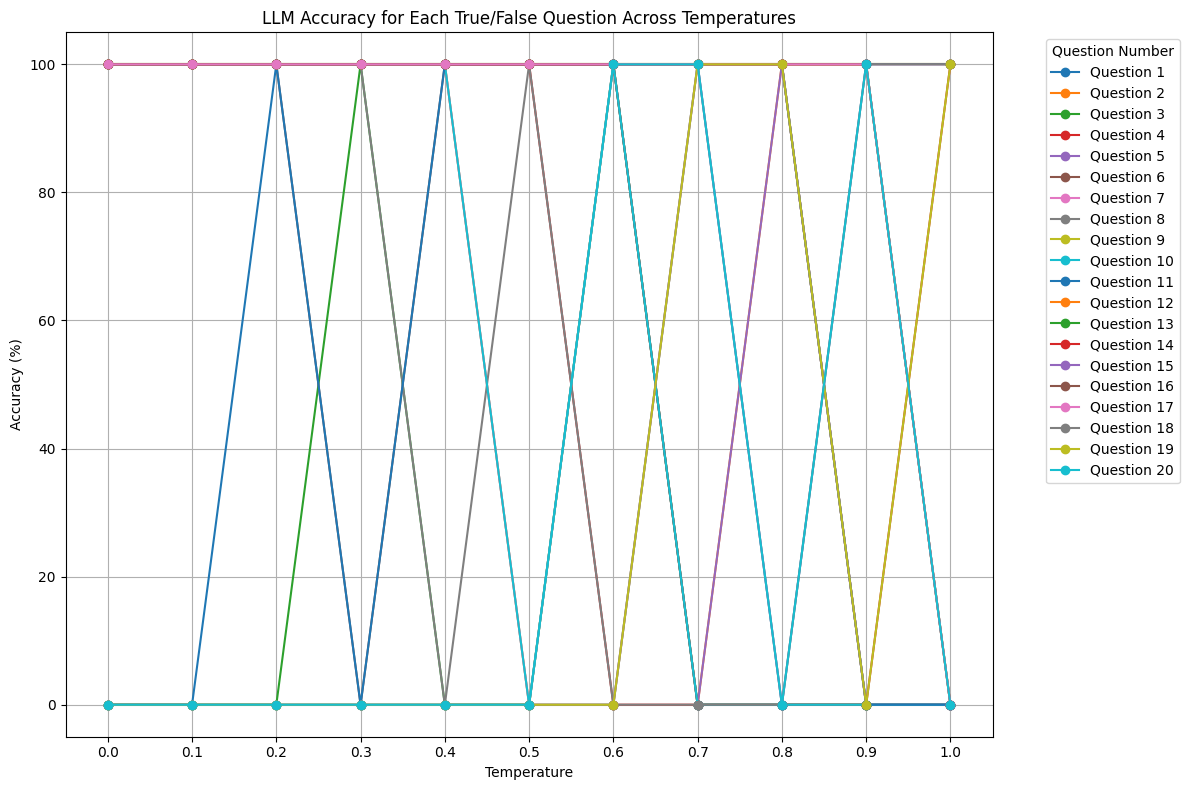 LLM Accuracy for Each True/False Question Across Temperatures
Question Number
Question 1
Question 2
Question 3
Question 4
Question 5
Question 6
Question 7
Question 8
Question 9
Question 10
Question 11
Question 12
Question 13
Question 14
Question 15
Question 16
Question 17
Question 18
Question 19
Question 20
Accuracy (%)
100
80
60
40
20
0
0.0 0.1 0.2 0.3 0.4 0.5 0.6 0.7 0.8 0.9 1.0
Temperature